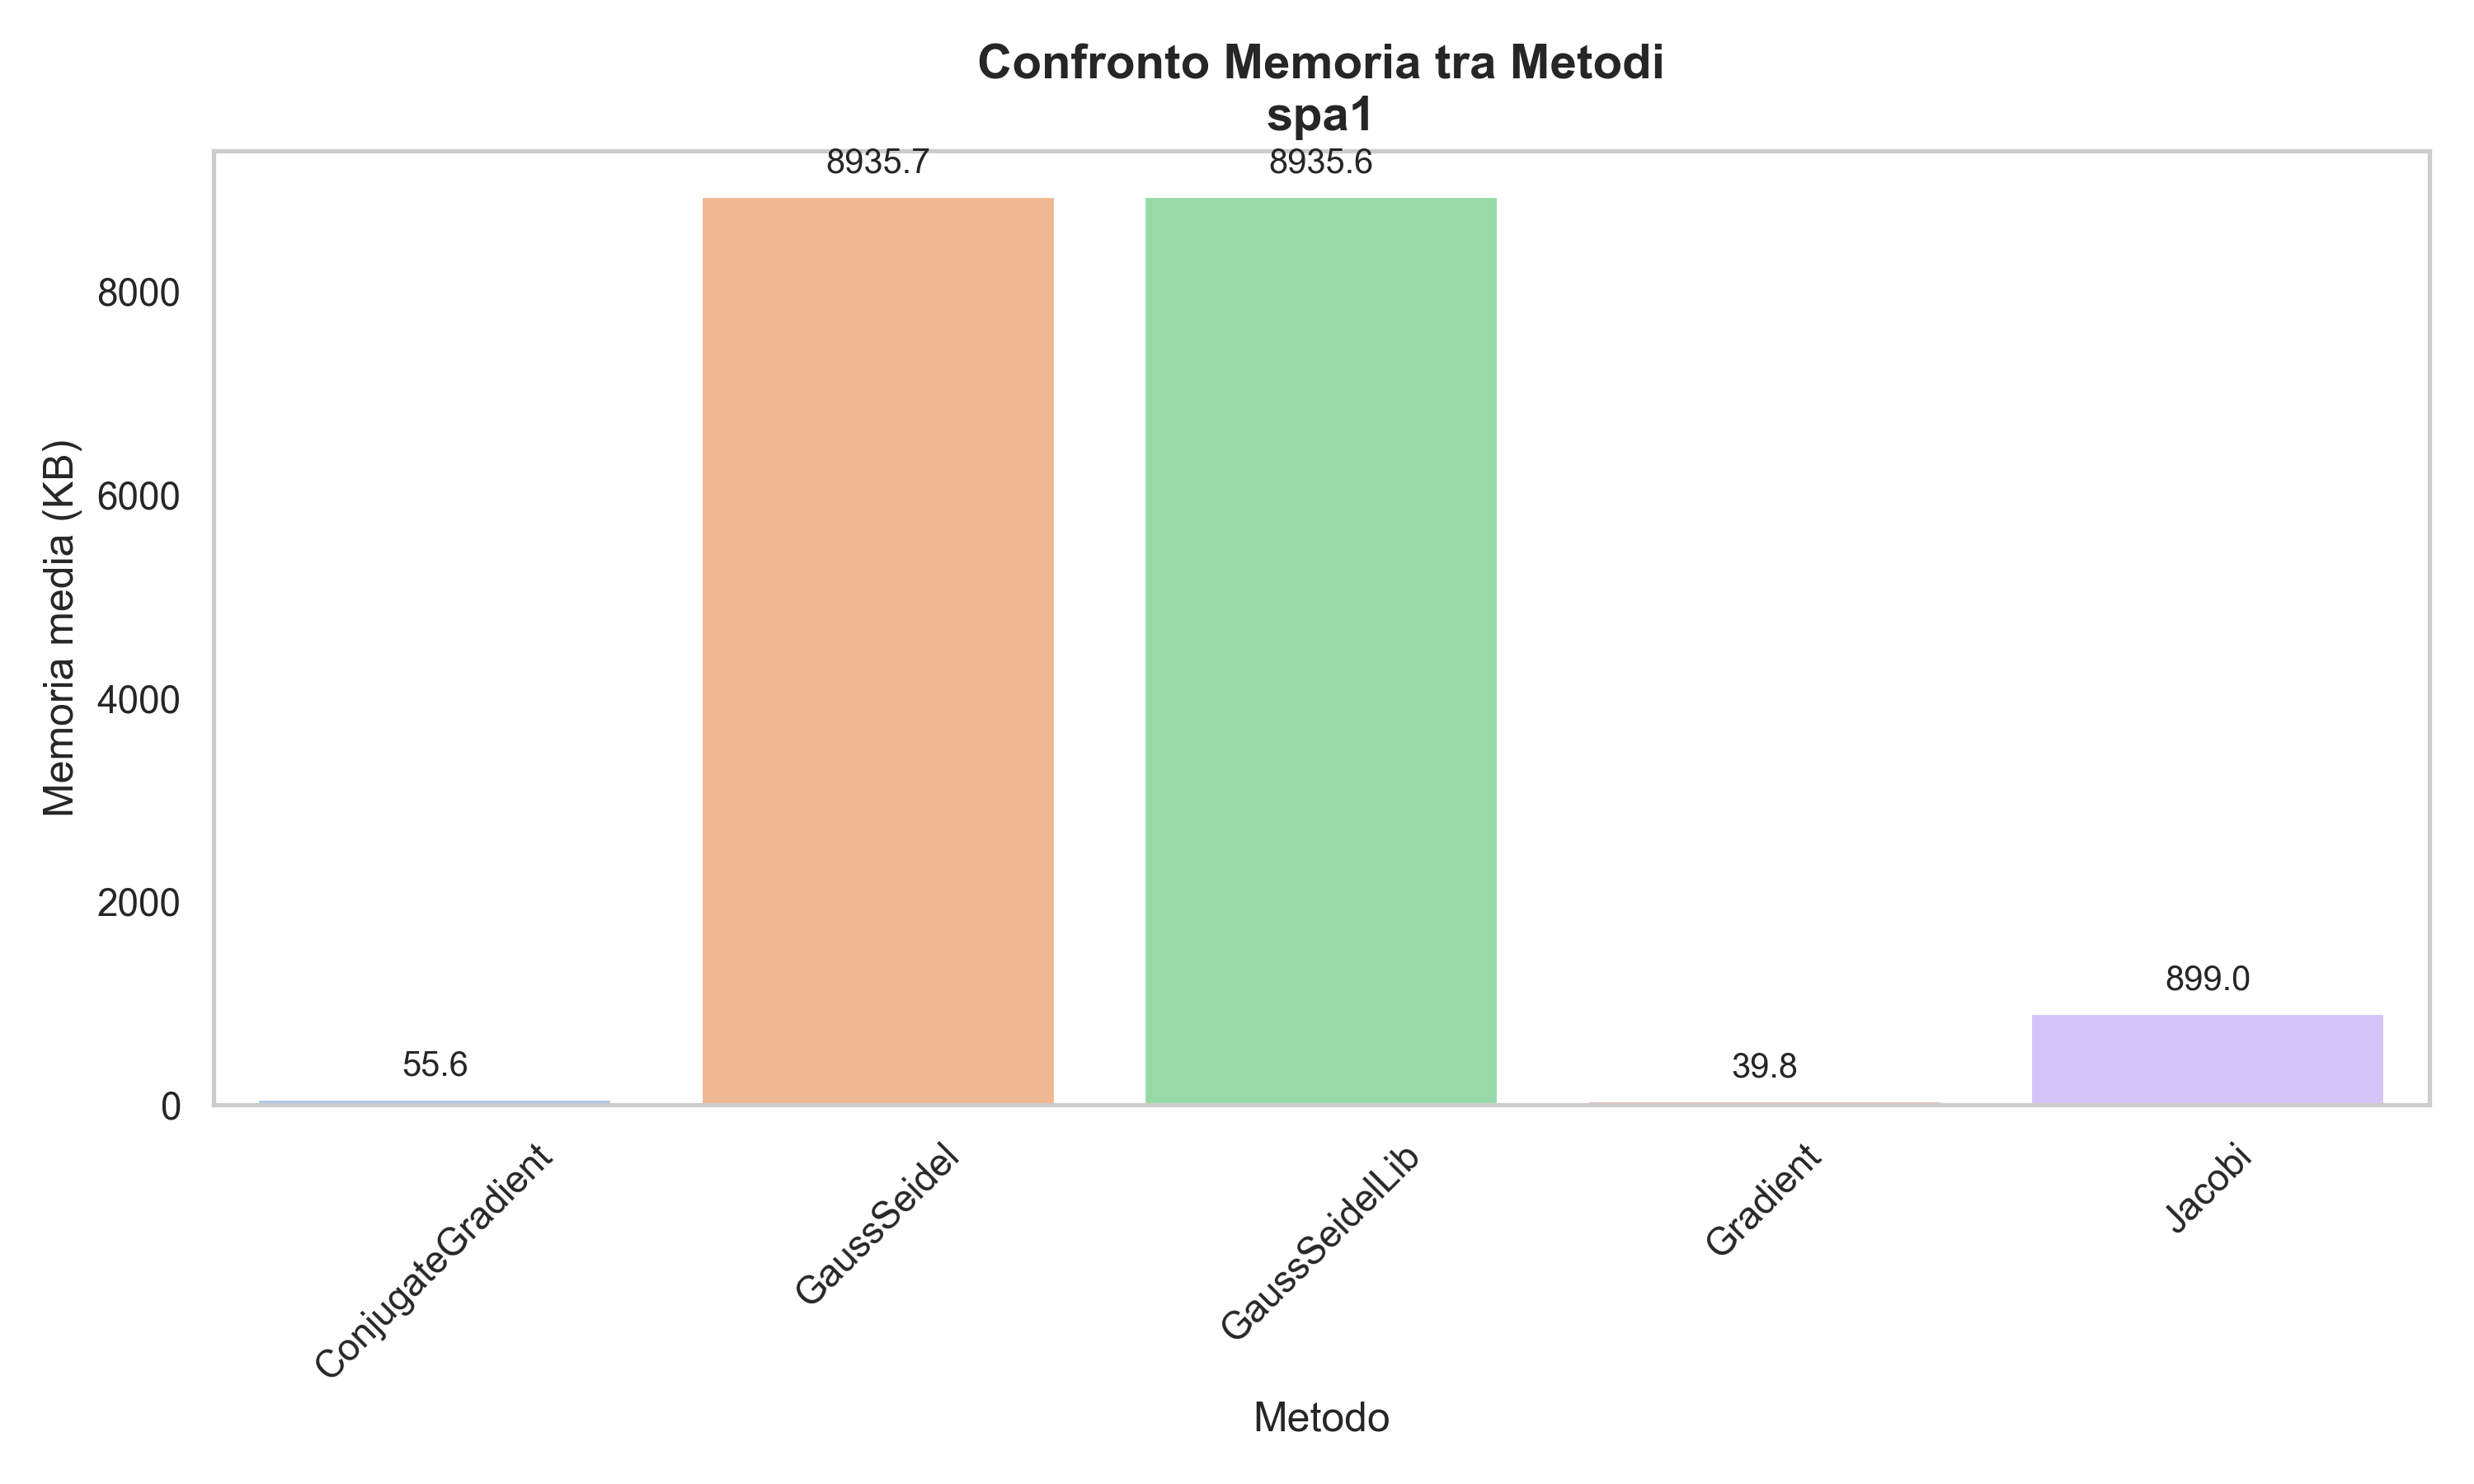 Confronto Memoria tra Metodi
spa1
8935.7
8935.6
8000
6000
4000
2000
0
Memoria media (KB)
55.6
39.8
899.0
ConjugateGradient
GaussSeidel
GaussSeidelLib
Gradient
Jacobi
Metodo